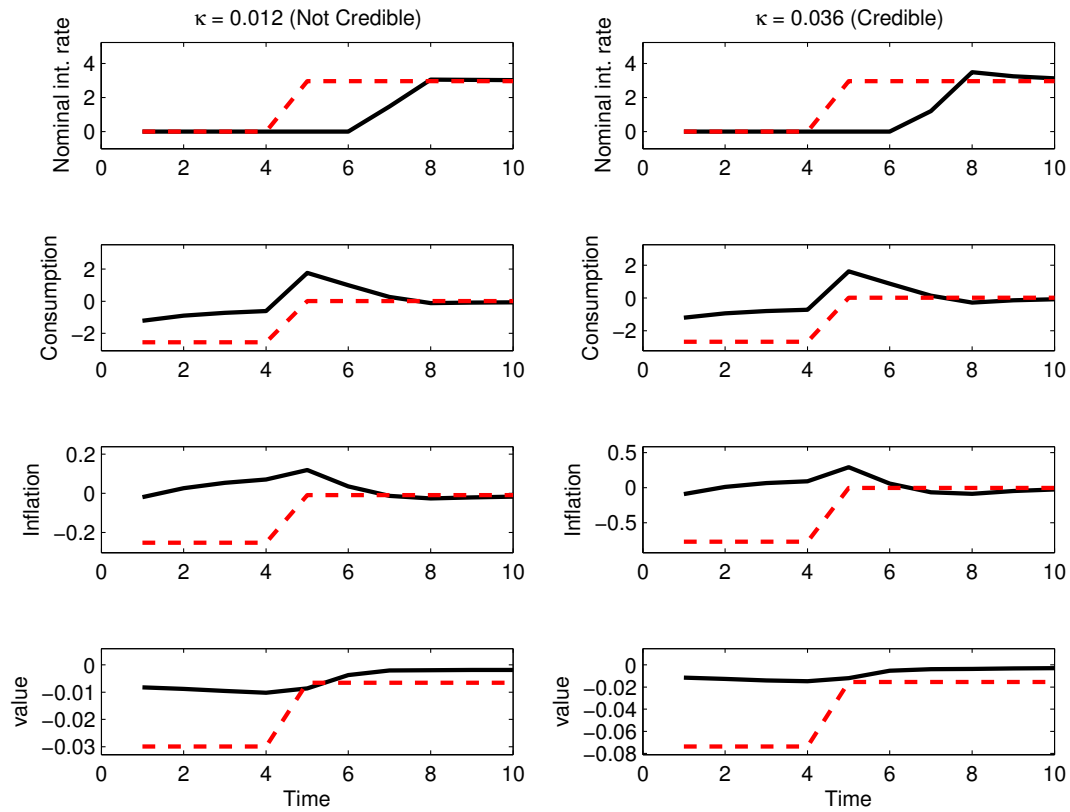 κ = 0.012 (Not Credible)
Nominal int. rate
4
2
0
0 2 4 6 8 10
Consumption
2
0
−2
0 2 4 6 8 10
Inflation
0.2
0
−0.2
0 2 4 6 8 10
value
0
−0.01
−0.02
−0.03
0 2 4 6 8 10
Time
κ = 0.036 (Credible)
Nominal int. rate
4
2
0
0 2 4 6 8 10
Consumption
2
0
−2
0 2 4 6 8 10
Inflation
0.5
0
−0.5
0 2 4 6 8 10
value
0
−0.02
−0.04
−0.06
−0.08
0 2 4 6 8 10
Time